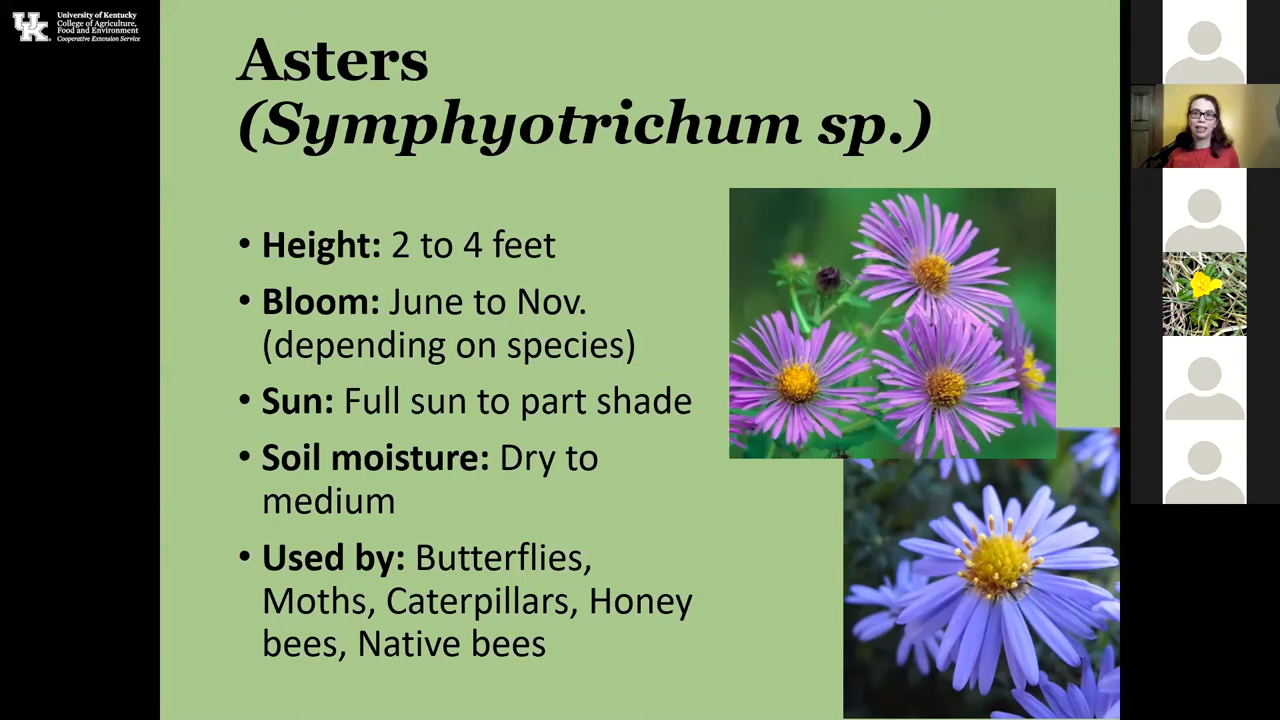 University of Kentucky
College of Agriculture,
Food and Environment
Cooperative Extension Service
Asters
(Symphyotrichum sp.)
• Height: 2 to 4 feet
• Bloom: June to Nov.
(depending on species)
• Sun: Full sun to part shade
• Soil moisture: Dry to
medium
• Used by: Butterflies,
Moths, Caterpillars, Honey
bees, Native bees